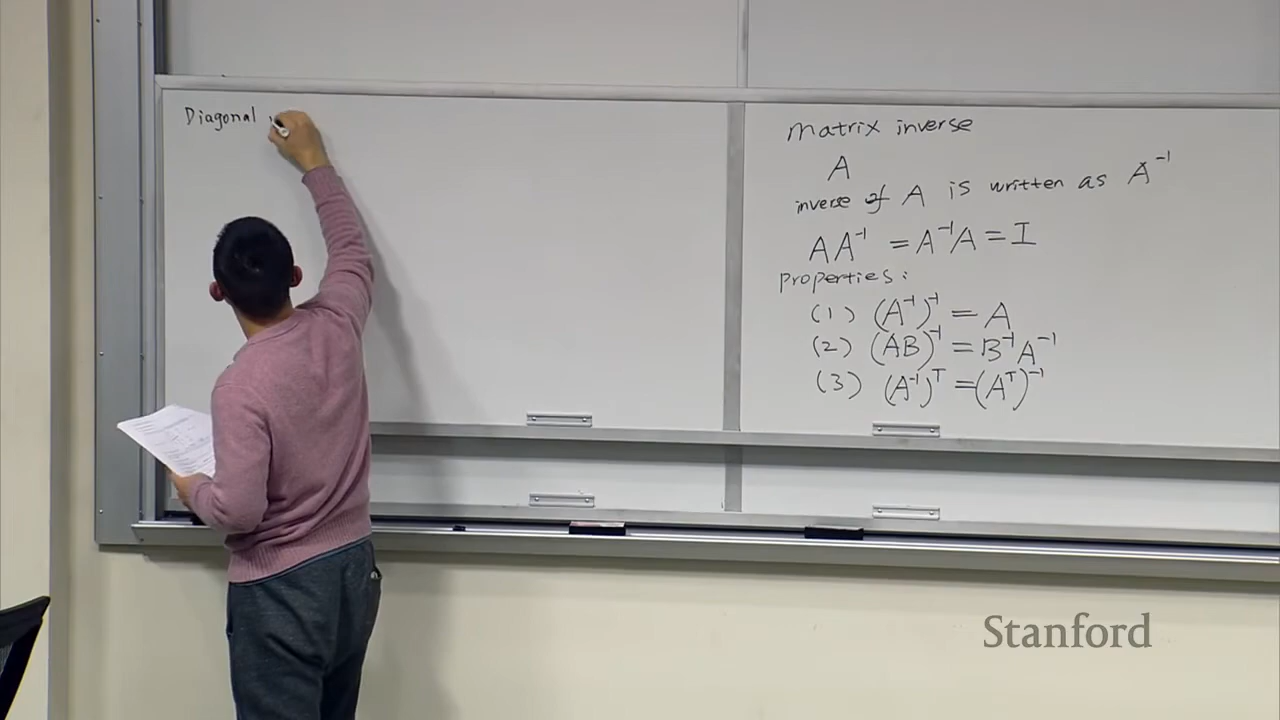 Diagonal
Matrix inverse
A
inverse of A is written as A⁻¹
AA⁻¹ = A⁻¹A = I
Properties:
(1) (A⁻¹)⁻¹ = A
(2) (AB)⁻¹ = B⁻¹A⁻¹
(3) (A⁻¹)ᵀ = (Aᵀ)⁻¹
Stanford